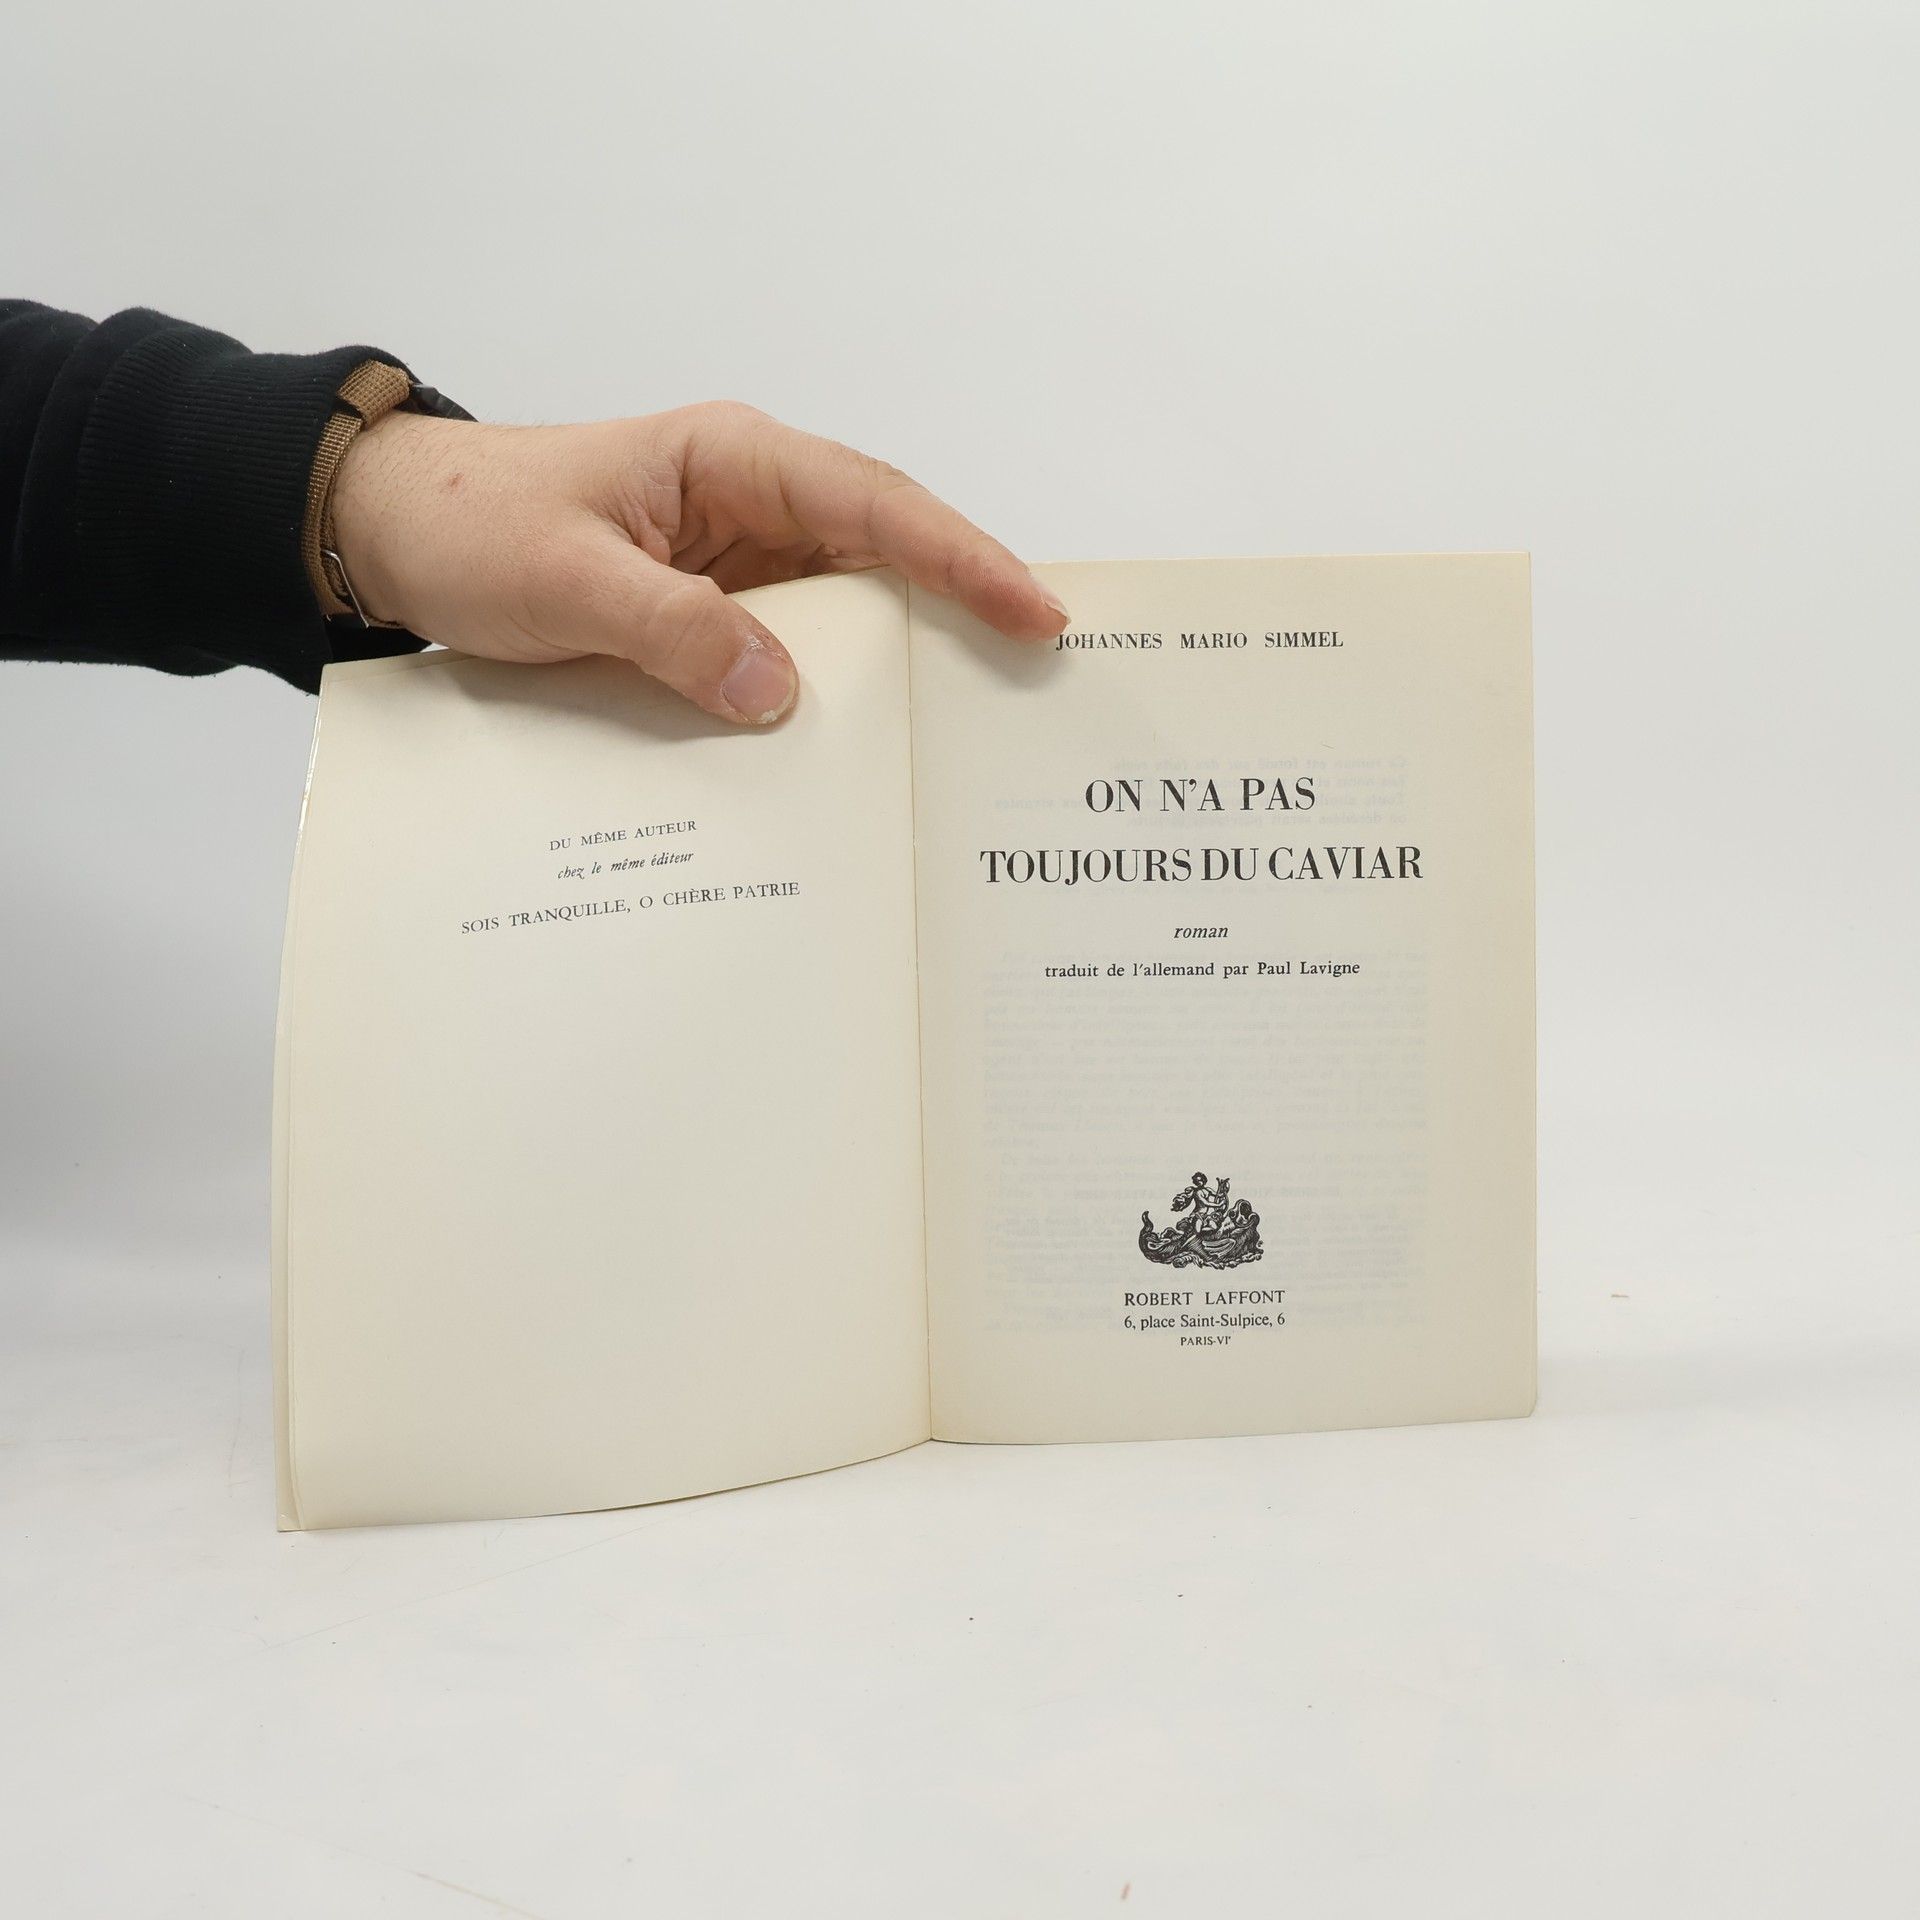 DU MÊME AUTEUR
chez le même éditeur
SOIS TRANQUILLE, O CHÈRE PATRIE
JOHANNES MARIO SIMMEL
ON N'A PAS
TOUJOURS DU CAVIAR
roman
traduit de l'allemand par Paul Lavigne
ROBERT LAFFONT
6, place Saint-Sulpice, 6
PARIS-VIᵉ